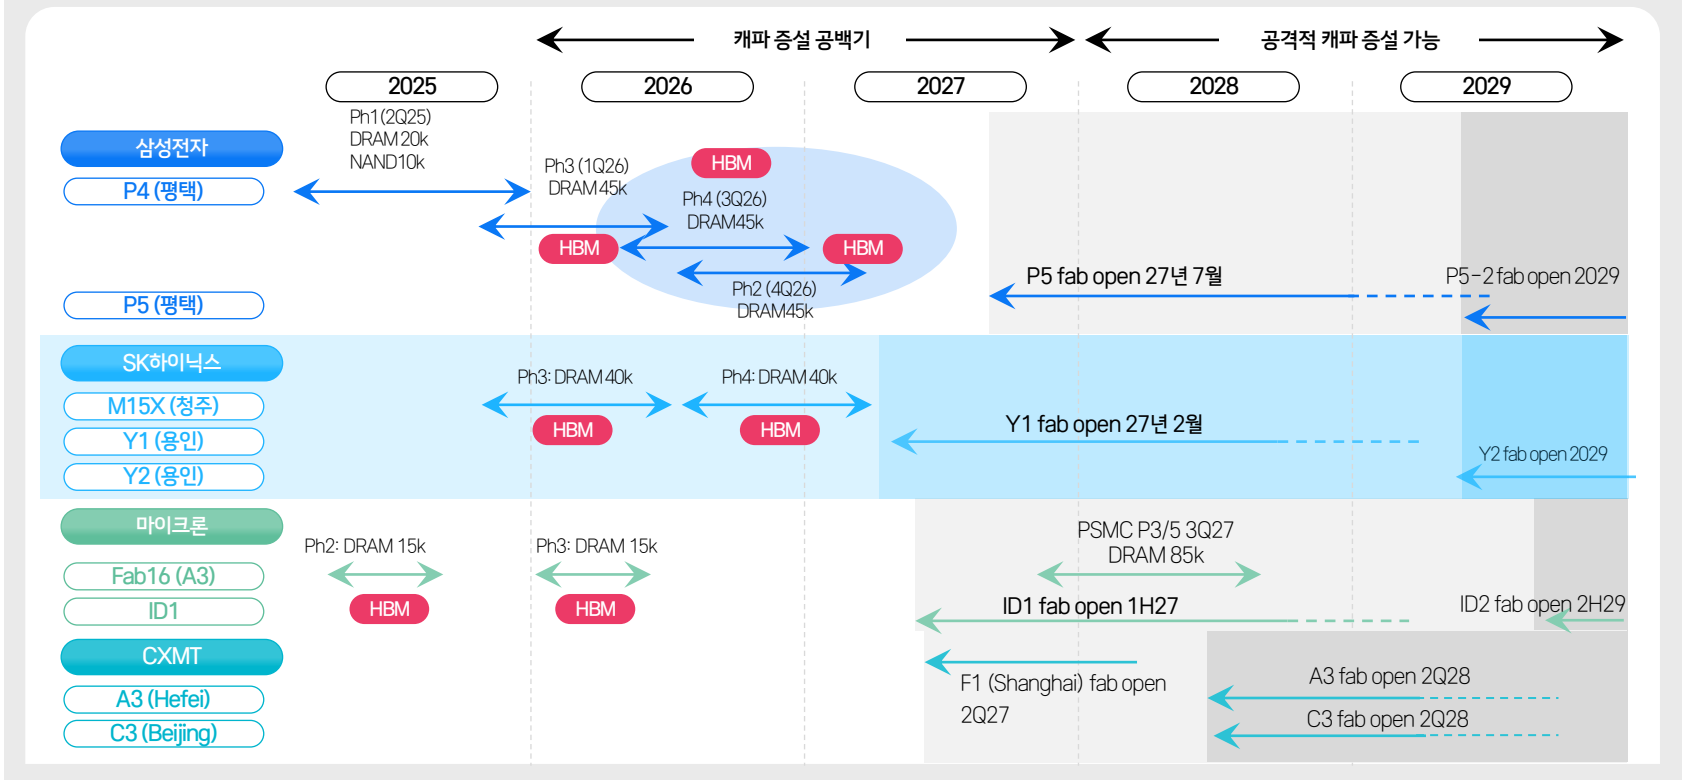 캐파 증설 공백기
공격적 캐파 증설 가능
2025
2026
2027
2028
2029
삼성전자
P4 (평택)
Ph1 (2Q25)
DRAM 20k
NAND10k
Ph3 (1Q26)
DRAM 45k
HBM
HBM
Ph4 (3Q26)
DRAM45k
HBM
Ph2 (4Q26)
DRAM45k
P5 (평택)
P5 fab open 27년 7월
P5-2 fab open 2029
SK하이닉스
M15X (청주)
Ph3: DRAM 40k
HBM
Ph4: DRAM 40k
HBM
Y1 (용인)
Y1 fab open 27년 2월
Y2 (용인)
Y2 fab open 2029
마이크론
Fab16 (A3)
Ph2: DRAM 15k
HBM
Ph3: DRAM 15k
HBM
PSMC P3/5 3Q27
DRAM 85k
ID1
ID1 fab open 1H27
ID2 fab open 2H29
CXMT
F1 (Shanghai) fab open
2Q27
A3 (Hefei)
A3 fab open 2Q28
C3 (Beijing)
C3 fab open 2Q28